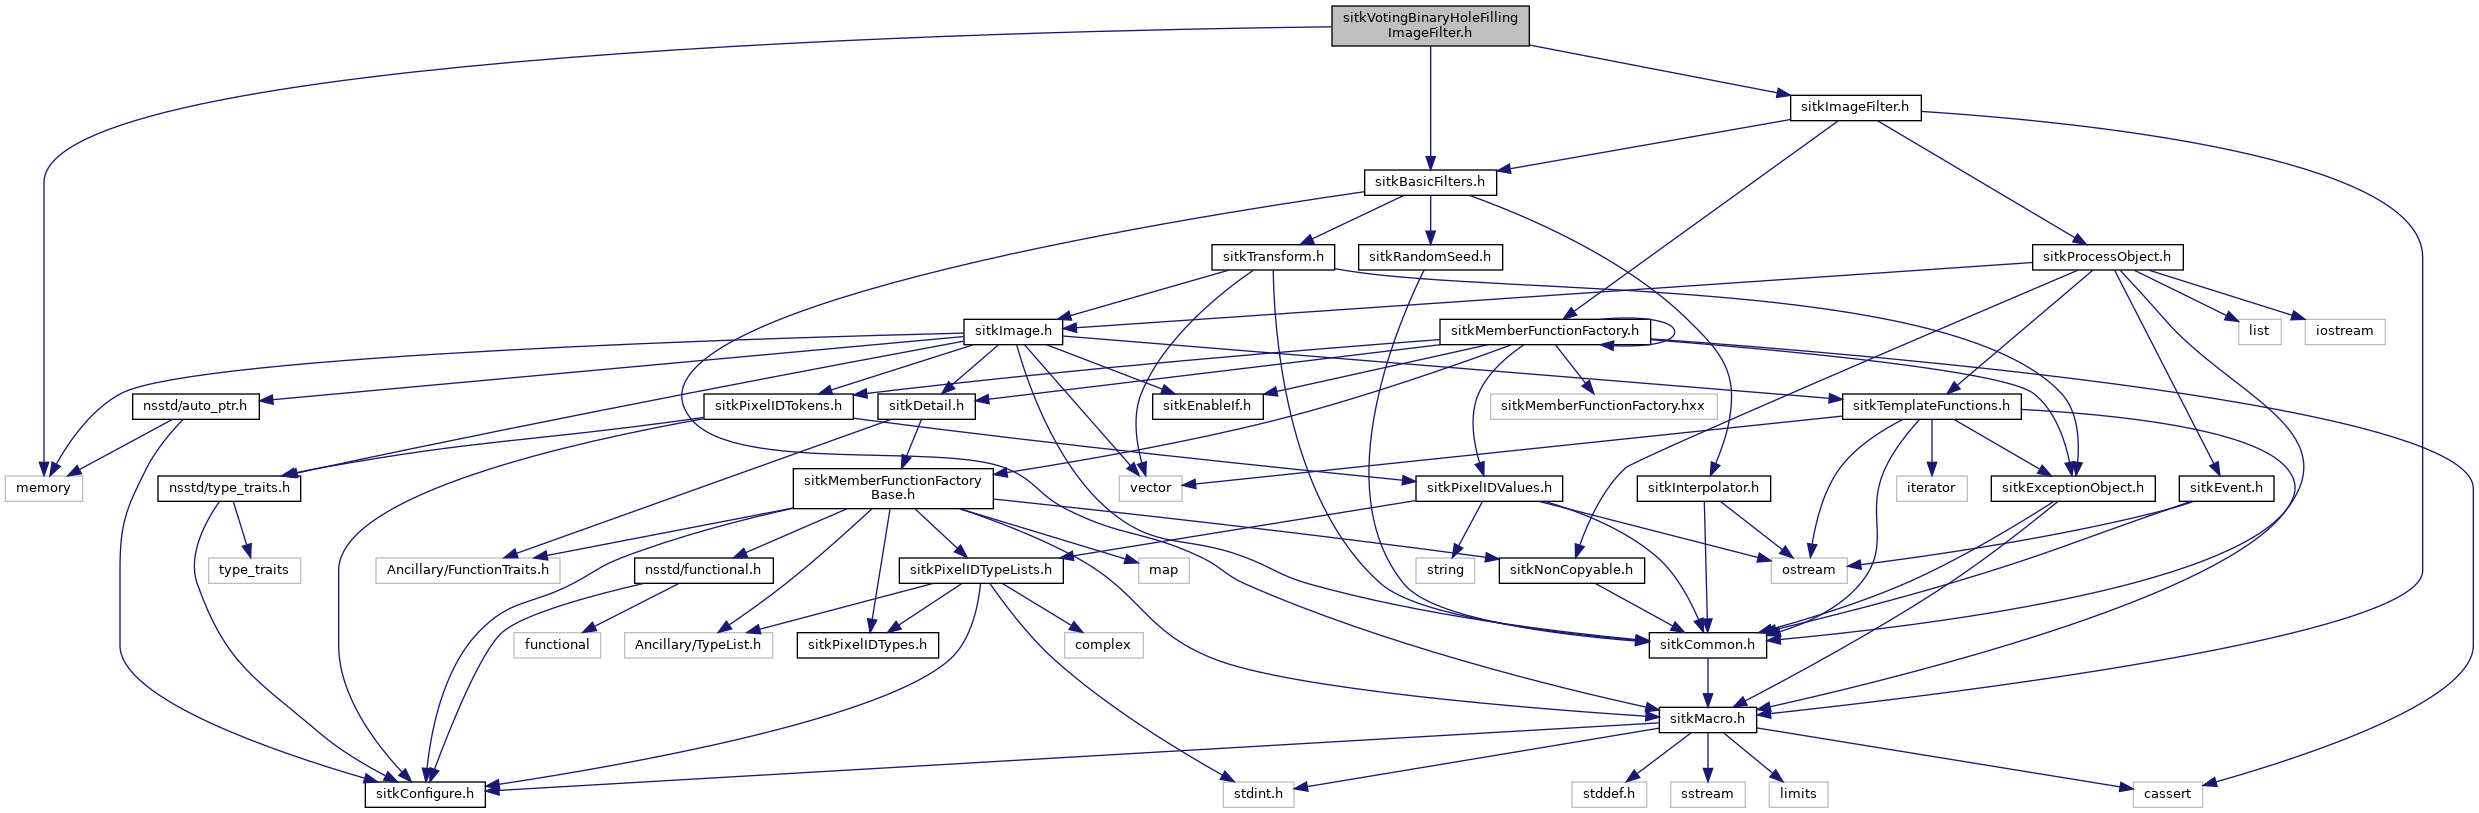 sitkVotingBinaryHoleFilling
ImageFilter.h
sitkImageFilter.h
sitkBasicFilters.h
sitkTransform.h
sitkRandomSeed.h
sitkProcessObject.h
sitkImage.h
sitkMemberFunctionFactory.h
list
iostream
nsstd/auto_ptr.h
sitkPixelIDTokens.h
sitkDetail.h
sitkEnableIf.h
sitkMemberFunctionFactory.hxx
sitkTemplateFunctions.h
memory
nsstd/type_traits.h
sitkMemberFunctionFactory
Base.h
vector
sitkPixelIDValues.h
sitkInterpolator.h
iterator
sitkExceptionObject.h
sitkEvent.h
type_traits
Ancillary/FunctionTraits.h
nsstd/functional.h
sitkPixelIDTypeLists.h
map
string
sitkNonCopyable.h
ostream
functional
Ancillary/TypeList.h
sitkPixelIDTypes.h
complex
sitkCommon.h
sitkMacro.h
sitkConfigure.h
stdint.h
stddef.h
sstream
limits
cassert